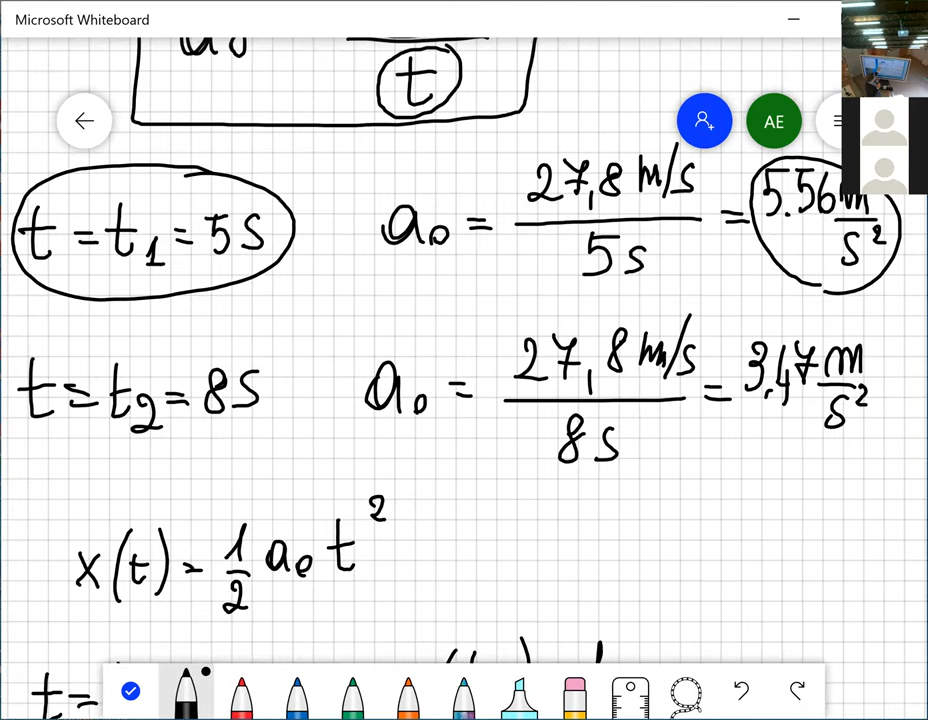 Microsoft Whiteboard
a₀
t
AE
t = t₁ = 5s
a₀ = 27,8 m/s / 5s = 5.56 m/s²
t = t₂ = 8s
a₀ = 27,8 m/s / 8s = 3,47 m/s²
x(t) = 1/2 a₀ t²
t =